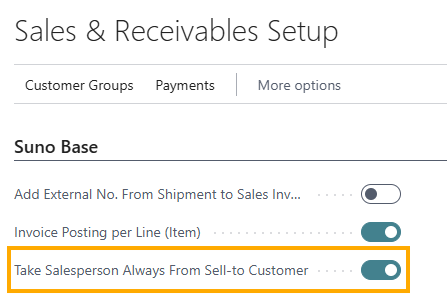 Sales & Receivables Setup
Customer Groups Payments More options
Suno Base
Add External No. From Shipment to Sales Inv...
Invoice Posting per Line (Item)
Take Salesperson Always From Sell-to Customer